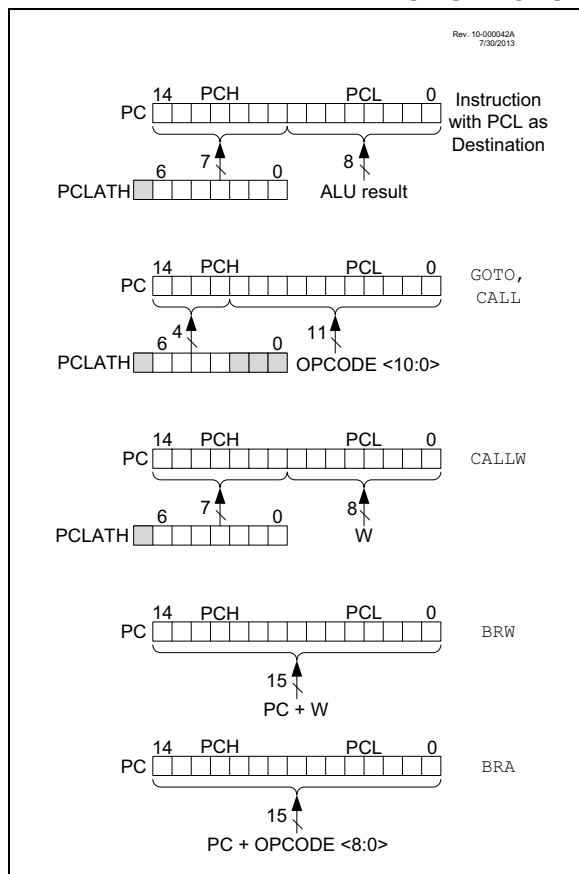 Rev. 10-000042A
7/30/2013
14 PCH PCL 0
PC
Instruction
with PCL as
Destination
6 7 0 8
PCLATH
ALU result
14 PCH PCL 0
PC
GOTO,
CALL
6 4 0 11
PCLATH
OPCODE <10:0>
14 PCH PCL 0
PC
CALLW
6 7 0 8
PCLATH
W
14 PCH PCL 0
PC
BRW
15
PC + W
14 PCH PCL 0
PC
BRA
15
PC + OPCODE <8:0>